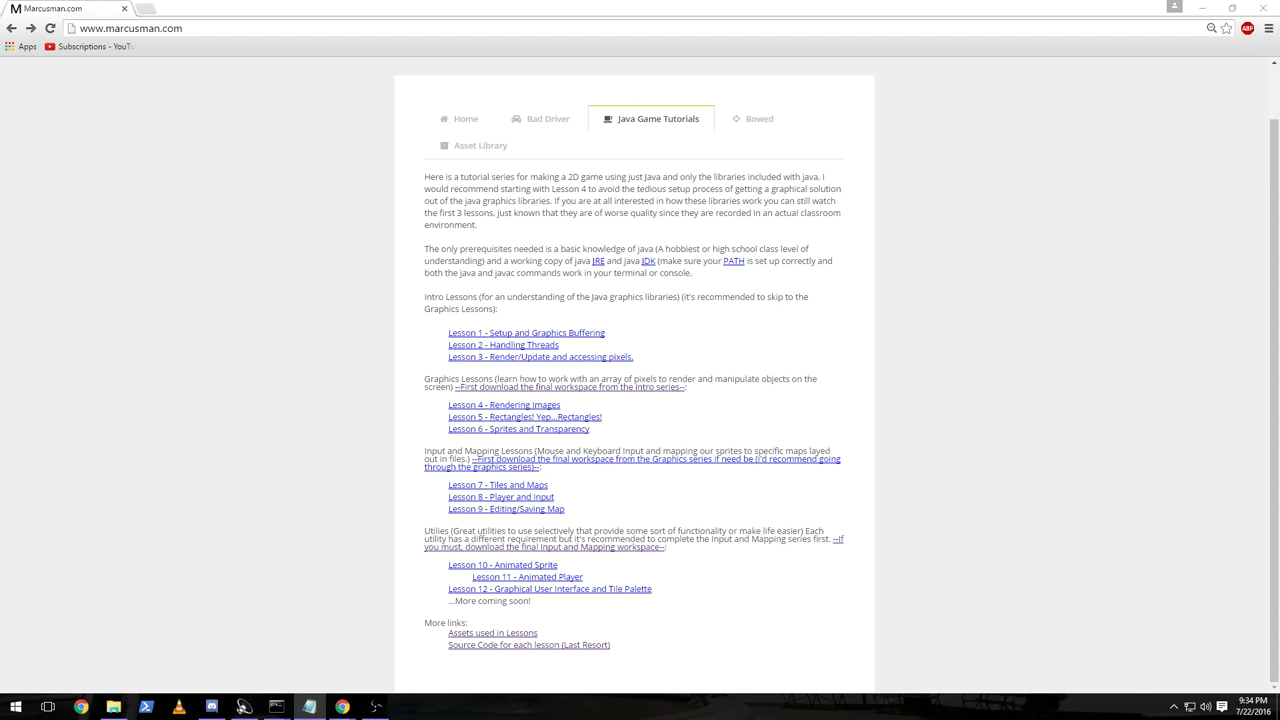 Marcusman.com
www.marcusman.com
Apps
Subscriptions - YouTu
ABP
Home
Bad Driver
Java Game Tutorials
Bowed
Asset Library
Here is a tutorial series for making a 2D game using just Java and only the libraries included with java. I
would recommend starting with Lesson 4 to avoid the tedious setup process of getting a graphical solution
out of the java graphics libraries. If you are at all interested in how these libraries work you can still watch
the first 3 lessons, just known that they are of worse quality since they are recorded in an actual classroom
environment.
The only prerequisites needed is a basic knowledge of java (A hobbiest or high school class level of
understanding) and a working copy of java JRE and java JDK (make sure your PATH is set up correctly and
both the java and javac commands work in your terminal or console.
Intro Lessons (for an understanding of the Java graphics libraries) (it's recommended to skip to the
Graphics Lessons):
Lesson 1 - Setup and Graphics Buffering
Lesson 2 - Handling Threads
Lesson 3 - Render/Update and accessing pixels.
Graphics Lessons (learn how to work with an array of pixels to render and manipulate objects on the
screen) --First download the final workspace from the intro series--:
Lesson 4 - Rendering Images
Lesson 5 - Rectangles! Yep...Rectangles!
Lesson 6 - Sprites and Transparency
Input and Mapping Lessons (Mouse and Keyboard Input and mapping our sprites to specific maps layed
out in files.) --First download the final workspace from the Graphics series if need be (i'd recommend going
through the graphics series)--:
Lesson 7 - Tiles and Maps
Lesson 8 - Player and Input
Lesson 9 - Editing/Saving Map
Utilies (Great utilities to use selectively that provide some sort of functionality or make life easier) Each
utility has a different requirement but it's recommended to complete the Input and Mapping series first. --If
you must, download the final Input and Mapping workspace--:
Lesson 10 - Animated Sprite
Lesson 11 - Animated Player
Lesson 12 - Graphical User Interface and Tile Palette
...More coming soon!
More links:
Assets used in Lessons
Source Code for each lesson (Last Resort)
9:34 PM
7/22/2016